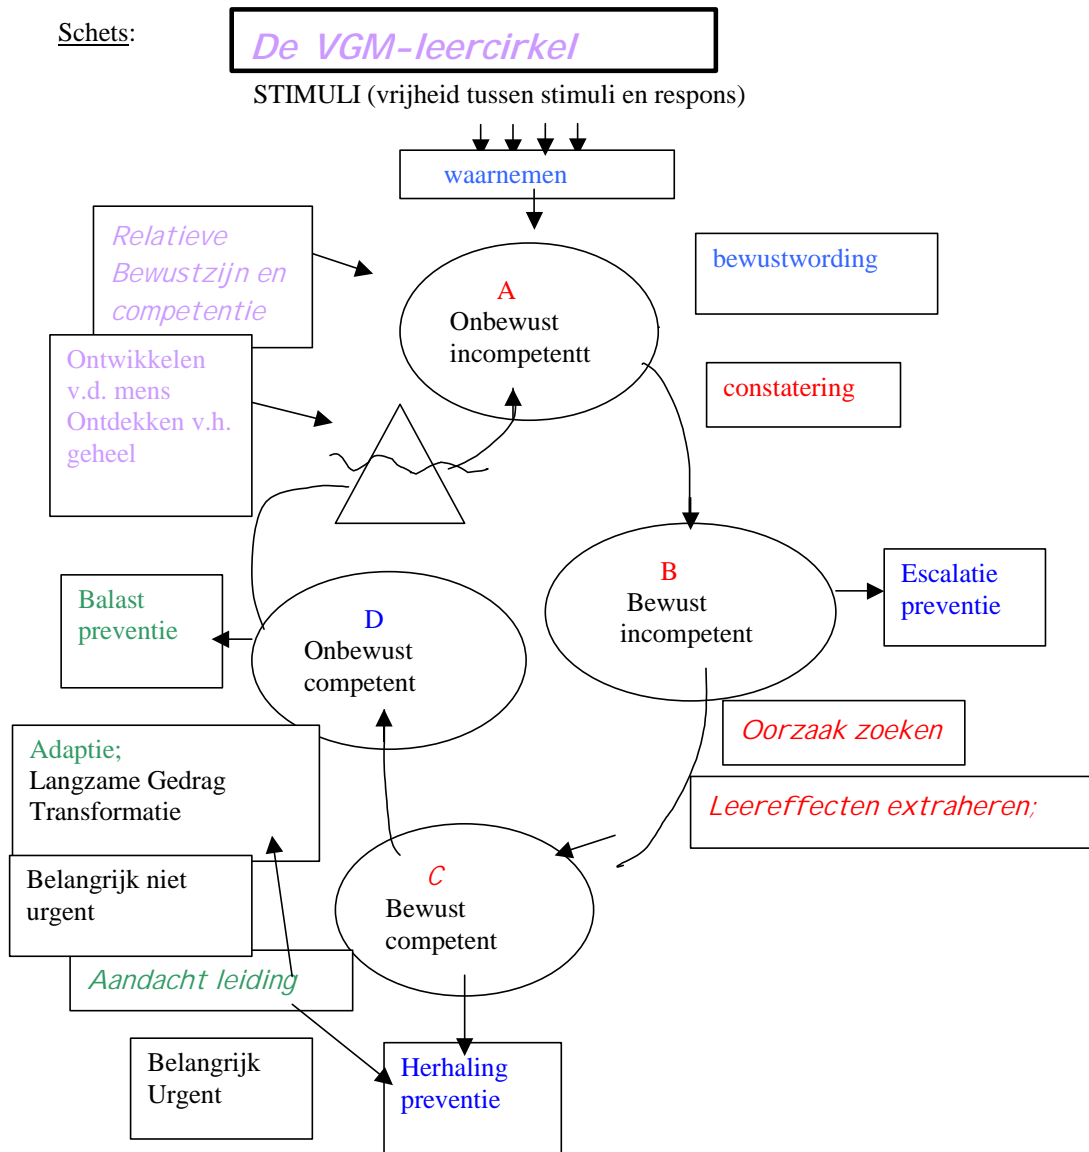 Schets:
De VGM-leercirkel
STIMULI (vrijheid tussen stimuli en respons)
waarnemen
Relatieve
Bewustzijn en
competentie
bewustwording
A
Onbewust
incompetentt
Ontwikkelen
v.d. mens
Ontdekken v.h.
geheel
constatering
B
Bewust
incompetent
Escalatie
preventie
Balast
preventie
D
Onbewust
competent
Oorzaak zoeken
Adaptie;
Langzame Gedrag
Transformatie
Leereffecten extraheren;
Belangrijk niet
urgent
C
Bewust
competent
Aandacht leiding
Belangrijk
Urgent
Herhaling
preventie